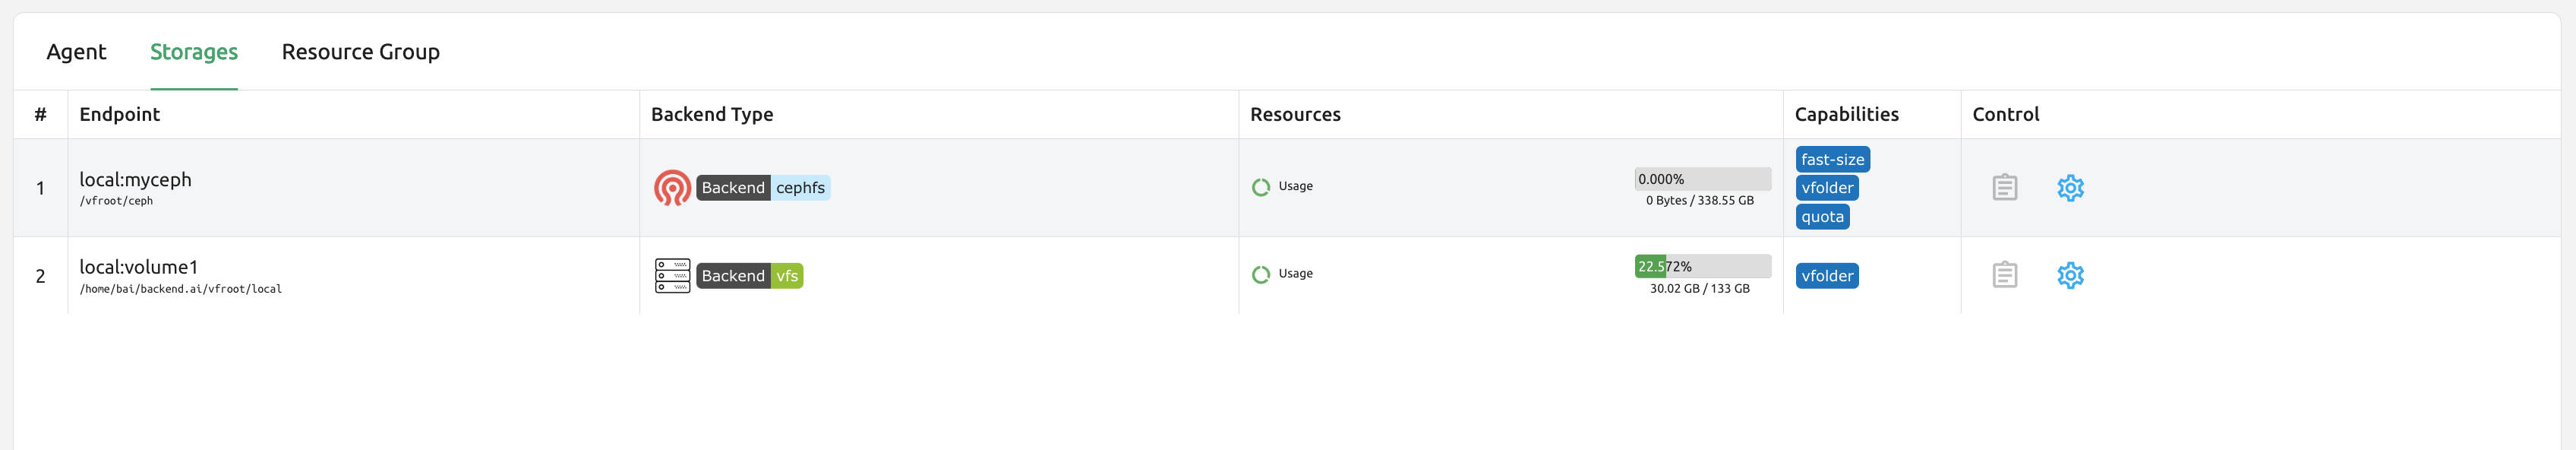 Agent Storages Resource Group
# Endpoint Backend Type Resources Capabilities Control
1 local:myceph
/vfroot/ceph
Backend cephfs
Usage
0.000%
0 Bytes / 338.55 GB
fast-size
vfolder
quota
2 local:volume1
/home/bai/backend.ai/vfroot/local
Backend vfs
Usage
22.572%
30.02 GB / 133 GB
vfolder